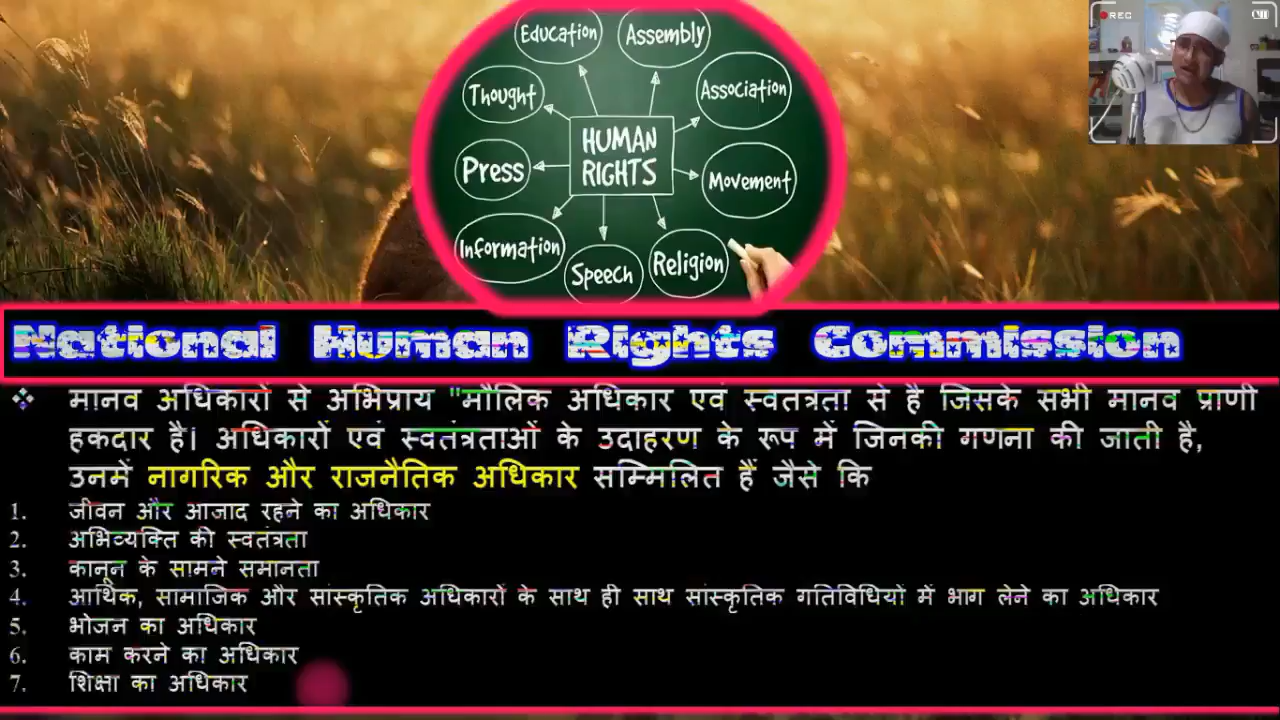 REC
Education
Assembly
Thought
Association
HUMAN
RIGHTS
Press
Movement
Information
Speech
Religion
National Human Rights Commission
❖ मानव अधिकारों से अभिप्राय "मौलिक अधिकार एवं स्वतंत्रता से है जिसके सभी मानव प्राणी
हकदार है। अधिकारों एवं स्वतंत्रताओं के उदाहरण के रूप में जिनकी गणना की जाती है,
उनमें नागरिक और राजनैतिक अधिकार सम्मिलित हैं जैसे कि
1. जीवन और आजाद रहने का अधिकार
2. अभिव्यक्ति की स्वतंत्रता
3. कानून के सामने समानता
4. आर्थिक, सामाजिक और सांस्कृतिक अधिकारों के साथ ही साथ सांस्कृतिक गतिविधियों में भाग लेने का अधिकार
5. भोजन का अधिकार
6. काम करने का अधिकार
7. शिक्षा का अधिकार